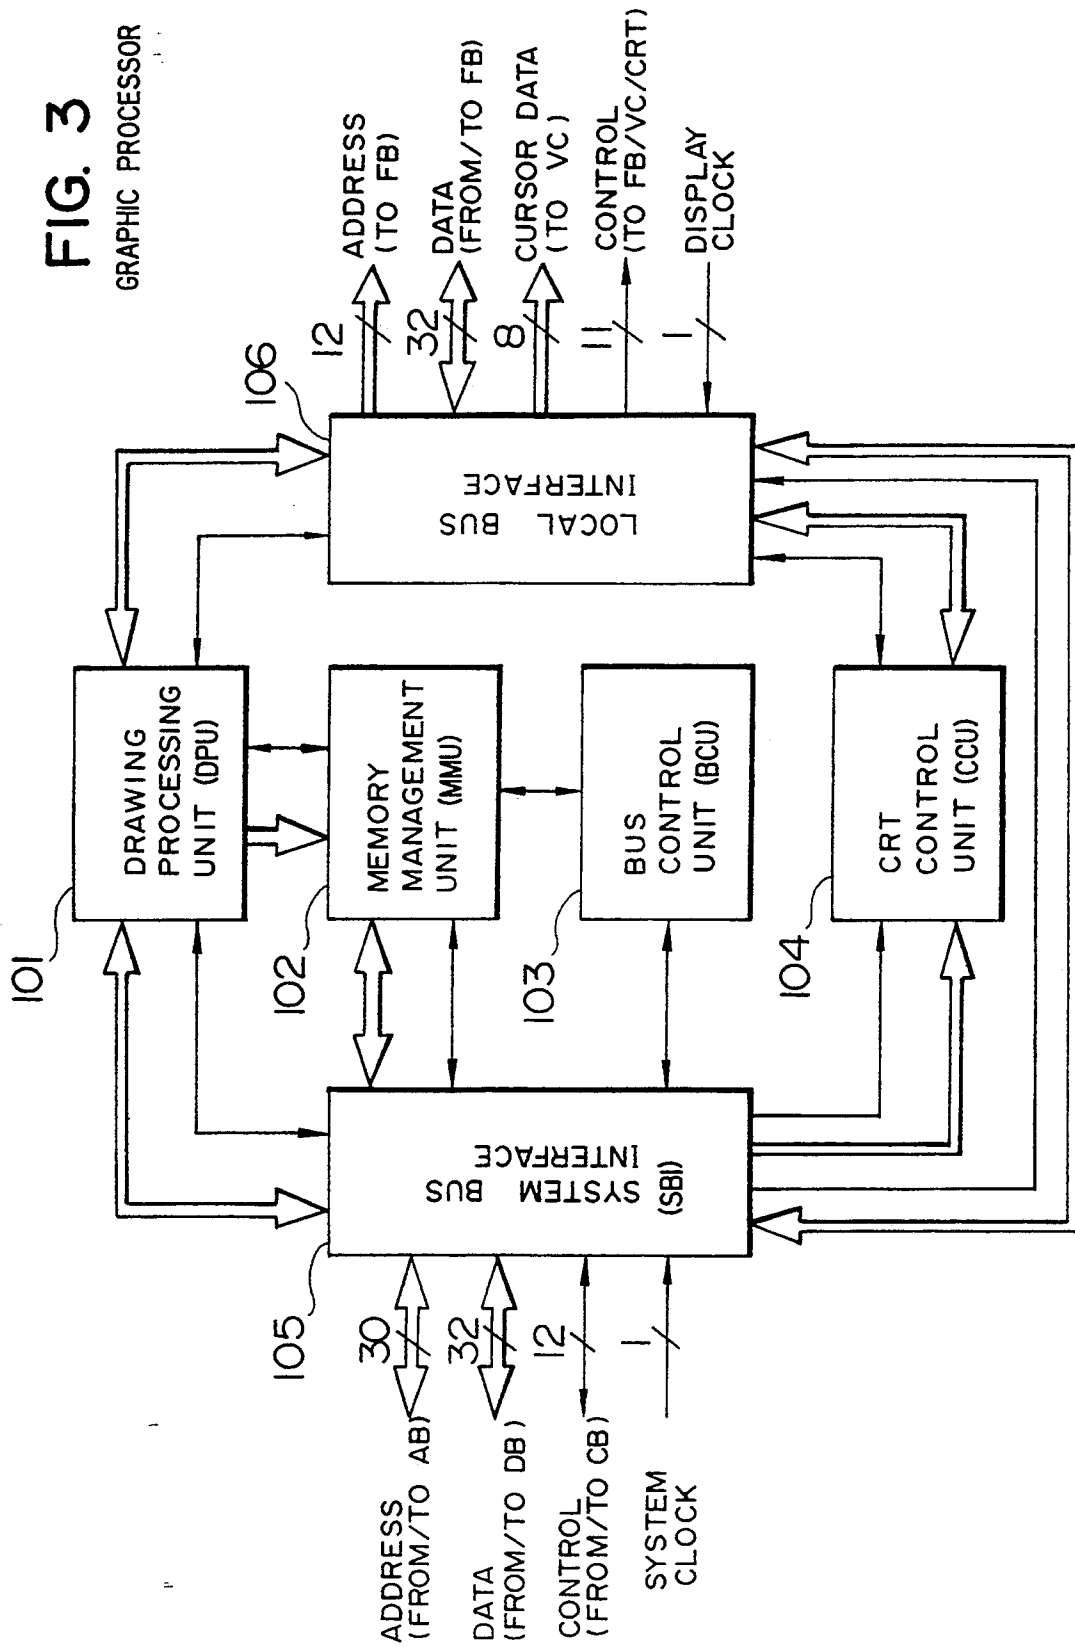 FIG. 3
GRAPHIC PROCESSOR
101
DRAWING
PROCESSING
UNIT (DPU)
102
MEMORY
MANAGEMENT
UNIT (MMU)
103
BUS
CONTROL
UNIT (BCU)
104
CRT
CONTROL
UNIT (CCU)
105
SYSTEM BUS
INTERFACE
(SBI)
106
LOCAL BUS
INTERFACE
30
ADDRESS
(FROM/TO AB)
32
DATA
(FROM/TO DB)
12
CONTROL
(FROM/TO CB)
1
SYSTEM
CLOCK
12
ADDRESS
(TO FB)
32
DATA
(FROM/TO FB)
8
CURSOR DATA
(TO VC)
11
CONTROL
(TO FB/VC/CRT)
1
DISPLAY
CLOCK